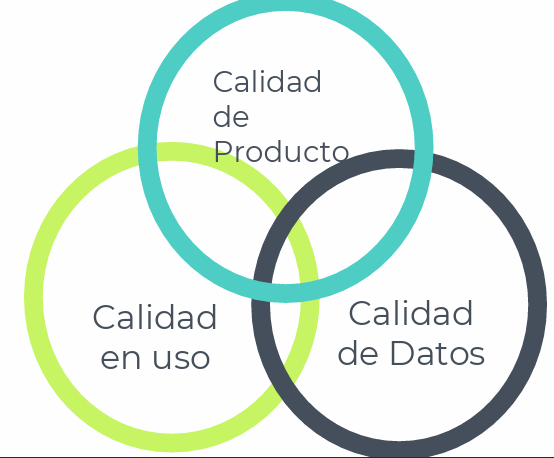 Calidad
de
Producto
Calidad
en uso
Calidad
de Datos